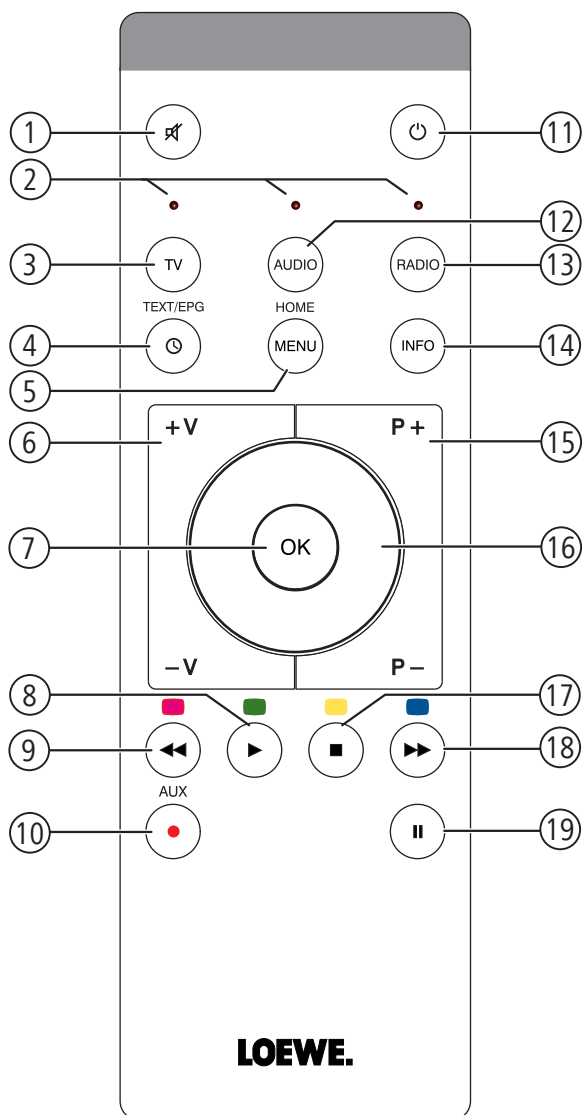 1 11
2
12
3 TV AUDIO RADIO 13
TEXT/EPG HOME
4 MENU INFO 14
5
+V P+
6 15
7 OK 16
−V P−
8 17
9 18
AUX
10 19
LOEWE.